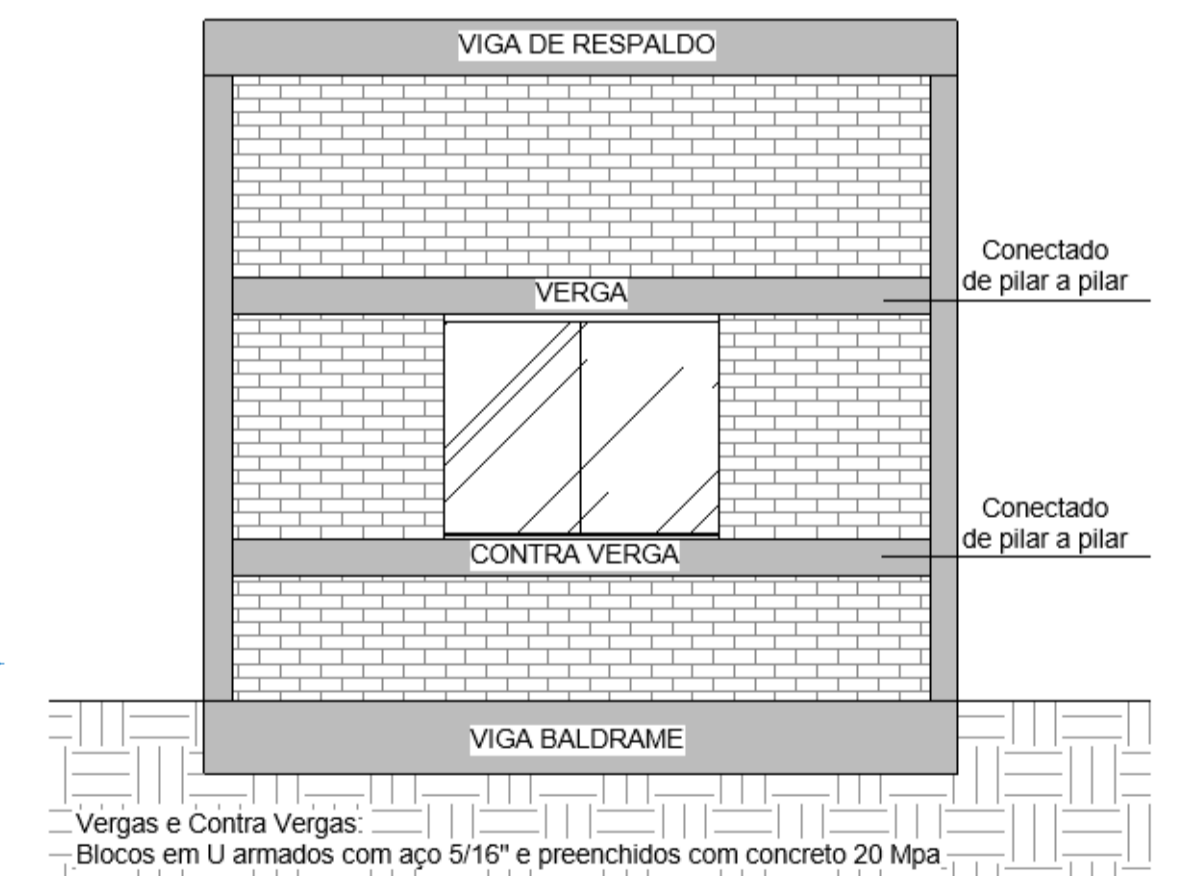 VIGA DE RESPALDO
Conectado
de pilar a pilar
VERGA
Conectado
de pilar a pilar
CONTRA VERGA
VIGA BALDRAME
Vergas e Contra Vergas:
Blocos em U armados com aço 5/16" e preenchidos com concreto 20 Mpa